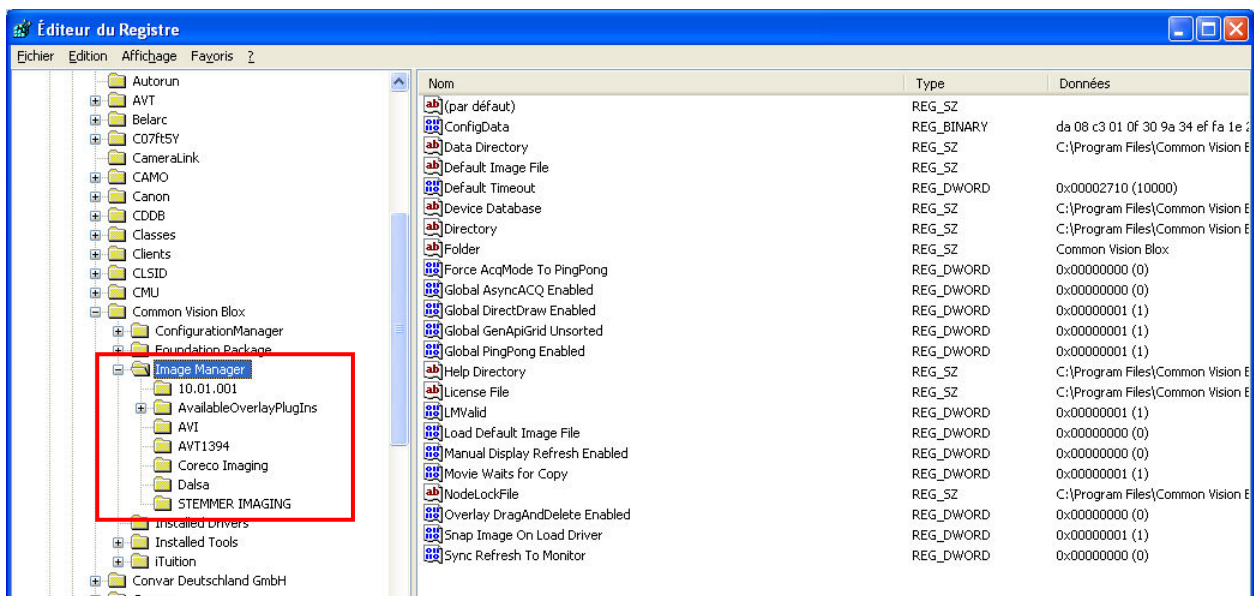 Éditeur du Registre
Fichier Edition Affichage Favoris ?
Autorun
AVT
Belarc
C07ft5Y
CameraLink
CAMO
Canon
CDDB
Classes
Clients
CLSID
CMU
Common Vision Blox
ConfigurationManager
Foundation Package
Image Manager
10.01.001
AvailableOverlayPlugIns
AVI
AVT1394
Coreco Imaging
Dalsa
STEMMER IMAGING
Installed Drivers
Installed Tools
iTuition
Convar Deutschland GmbH
Nom Type Données
(par défaut) REG_SZ
ConfigData REG_BINARY da 08 c3 01 0f 30 9a 34 ef fa 1e
Data Directory REG_SZ C:\Program Files\Common Vision B
Default Image File REG_SZ
Default Timeout REG_DWORD 0x00002710 (10000)
Device Database REG_SZ C:\Program Files\Common Vision B
Directory REG_SZ C:\Program Files\Common Vision B
Folder REG_SZ Common Vision Blox
Force AcqMode To PingPong REG_DWORD 0x00000000 (0)
Global AsyncACQ Enabled REG_DWORD 0x00000000 (0)
Global DirectDraw Enabled REG_DWORD 0x00000001 (1)
Global GenApiGrid Unsorted REG_DWORD 0x00000001 (1)
Global PingPong Enabled REG_DWORD 0x00000001 (1)
Help Directory REG_SZ C:\Program Files\Common Vision B
License File REG_SZ C:\Program Files\Common Vision B
LMValid REG_DWORD 0x00000001 (1)
Load Default Image File REG_DWORD 0x00000000 (0)
Manual Display Refresh Enabled REG_DWORD 0x00000000 (0)
Movie Waits for Copy REG_DWORD 0x00000001 (1)
NodeLockFile REG_SZ C:\Program Files\Common Vision B
Overlay DragAndDelete Enabled REG_DWORD 0x00000000 (0)
Snap Image On Load Driver REG_DWORD 0x00000001 (1)
Sync Refresh To Monitor REG_DWORD 0x00000000 (0)